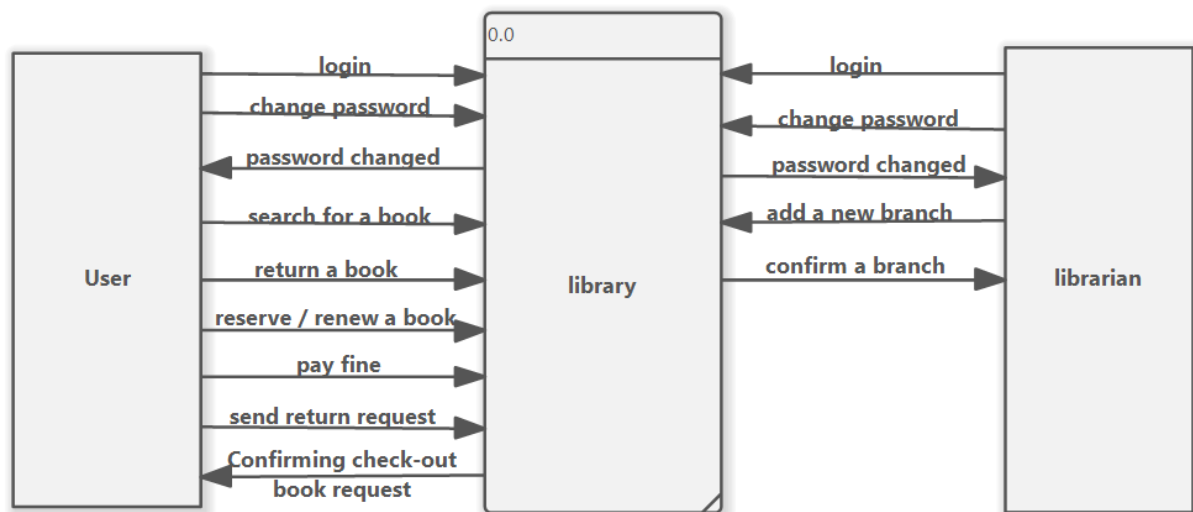 0.0
login
change password
password changed
search for a book
User
return a book
reserve / renew a book
pay fine
send return request
Confirming check-out
book request
library
login
change password
password changed
add a new branch
confirm a branch
librarian